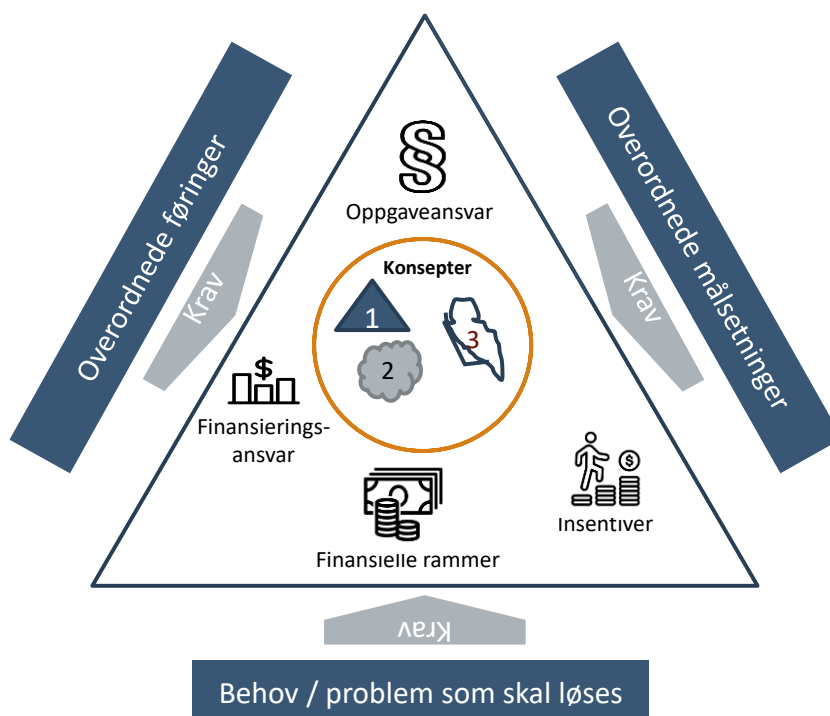 Overordnede føringer
Krav
Overordnede målsetninger
Krav
Oppgaveansvar
Konsepter
1
2
3
$
Finansierings-
ansvar
Finansielle rammer
$
Insentiver
Krav
Behov / problem som skal løses